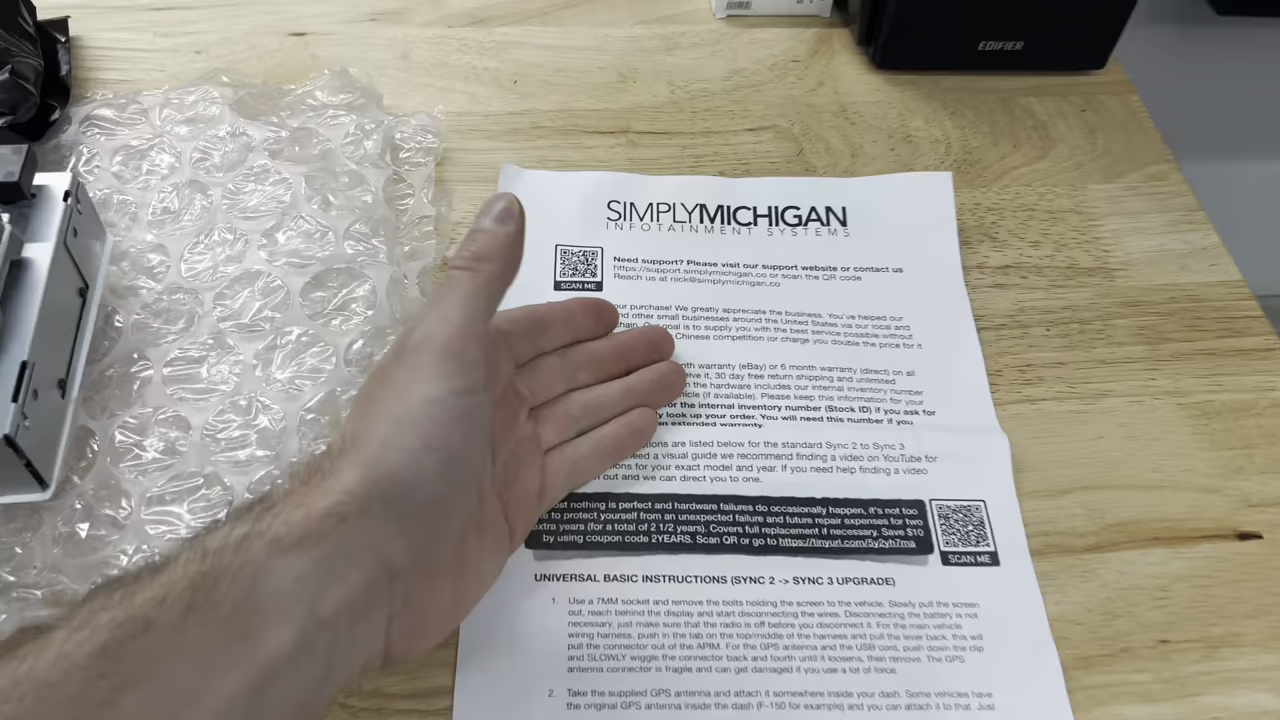 EDIFIER
SIMPLYMICHIGAN
INFOTAINMENT SYSTEMS
Need support? Please visit our support website or contact us
https://support.simplymichigan.co or scan the QR code
Reach us at nick@simplymichigan.co
SCAN ME
our purchase! We greatly appreciate the business. You've helped our
and other small businesses around the United States via our local and
chain. Our goal is to supply you with the best service possible without
Chinese competition (or charge you double the price for it
warranty (eBay) or 6 month warranty (direct) on all
receive it, 30 day free return shipping and unlimited
the hardware includes our internal inventory number
vehicle (if available). Please keep this information for your
for the internal inventory number (Stock ID) if you ask for
look up your order. You will need this number if you
an extended warranty.
are listed below for the standard Sync 2 to Sync 3
need a visual guide we recommend finding a video on YouTube for
for your exact model and year. If you need help finding a video
out and we can direct you to one.
nothing is perfect and hardware failures do occasionally happen, it's not too
to protect yourself from an unexpected failure and future repair expenses for two
extra years (for a total of 2 1/2 years). Covers full replacement if necessary. Save $10
by using coupon code 2YEARS. Scan QR or go to https://tinyurl.com/5y2yh7ma
SCAN ME
UNIVERSAL BASIC INSTRUCTIONS (SYNC 2 -> SYNC 3 UPGRADE)
1. Use a 7MM socket and remove the bolts holding the screen to the vehicle. Slowly pull the screen
out, reach behind the display and start disconnecting the wires. Disconnecting the battery is not
necessary, just make sure that the radio is off before you disconnect it. For the main vehicle
wiring harness, push in the tab on the top/middle of the harness and pull the lever back, this will
pull the connector out of the APIM. For the GPS antenna and the USB cord, push down the clip
and SLOWLY wiggle the connector back and fourth until it loosens, then remove. The GPS
antenna connector is fragile and can get damaged if you use a lot of force.
2. Take the supplied GPS antenna and attach it somewhere inside your dash. Some vehicles have
the original GPS antenna inside the dash (F-150 for example) and you can attach it to that. Just